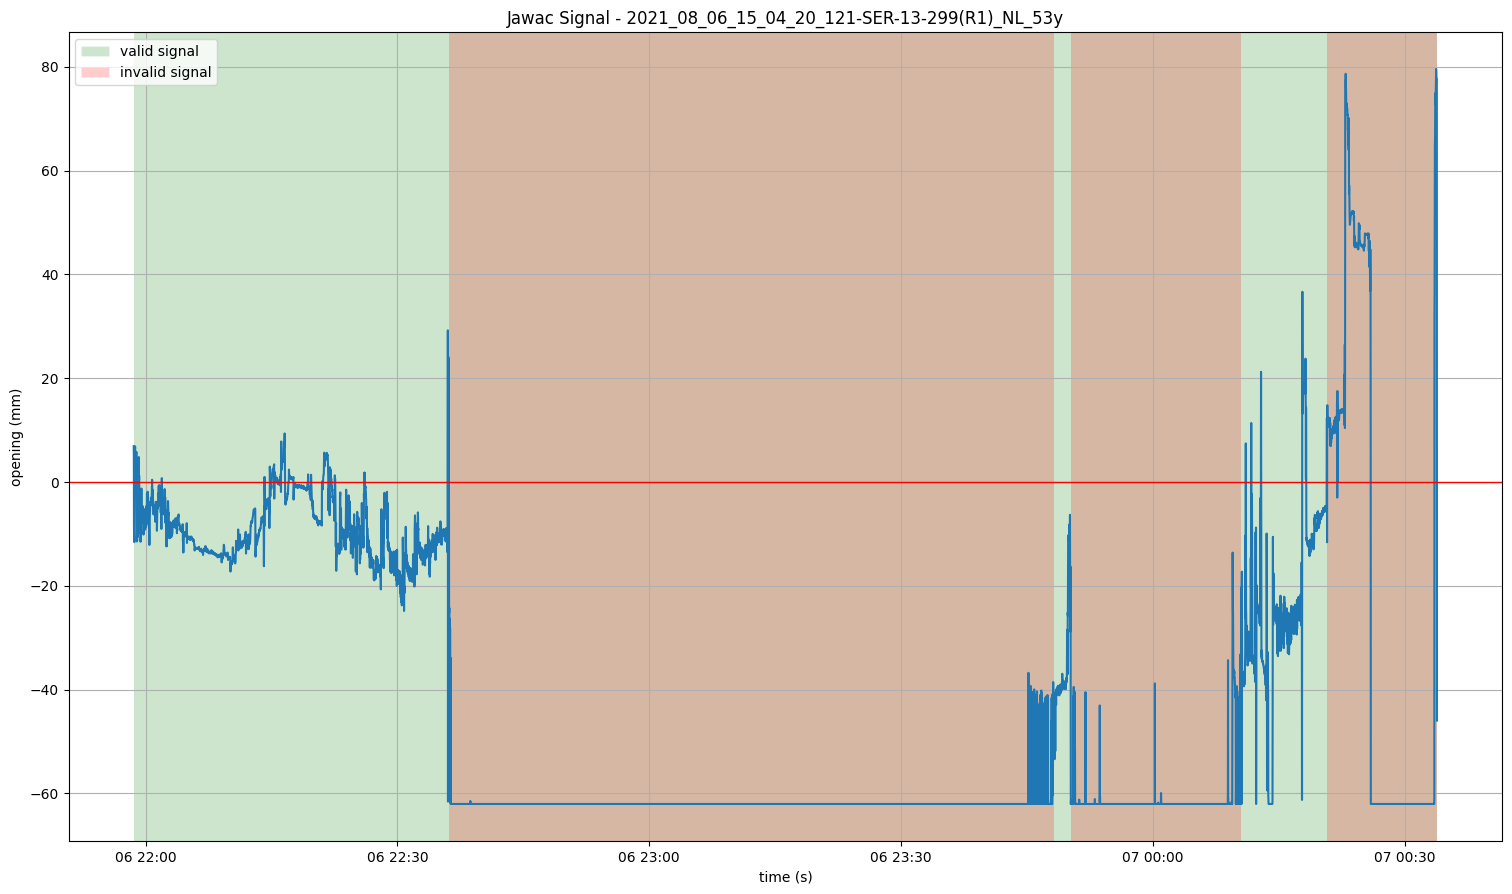 Jawac Signal - 2021_08_06_15_04_20_121-SER-13-299(R1)_NL_53y
valid signal
invalid signal
opening (mm)
80
60
40
20
0
−20
−40
−60
06 22:00
06 22:30
06 23:00
06 23:30
07 00:00
07 00:30
time (s)